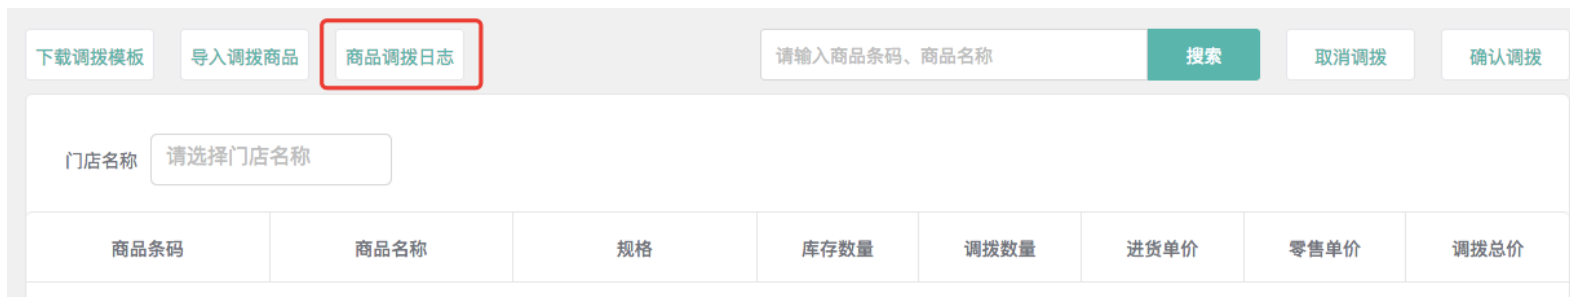 下载调拨模板 导入调拨商品 商品调拨日志 请输入商品条码、商品名称 搜索 取消调拨 确认调拨
门店名称 请选择门店名称
商品条码 商品名称 规格 库存数量 调拨数量 进货单价 零售单价 调拨总价